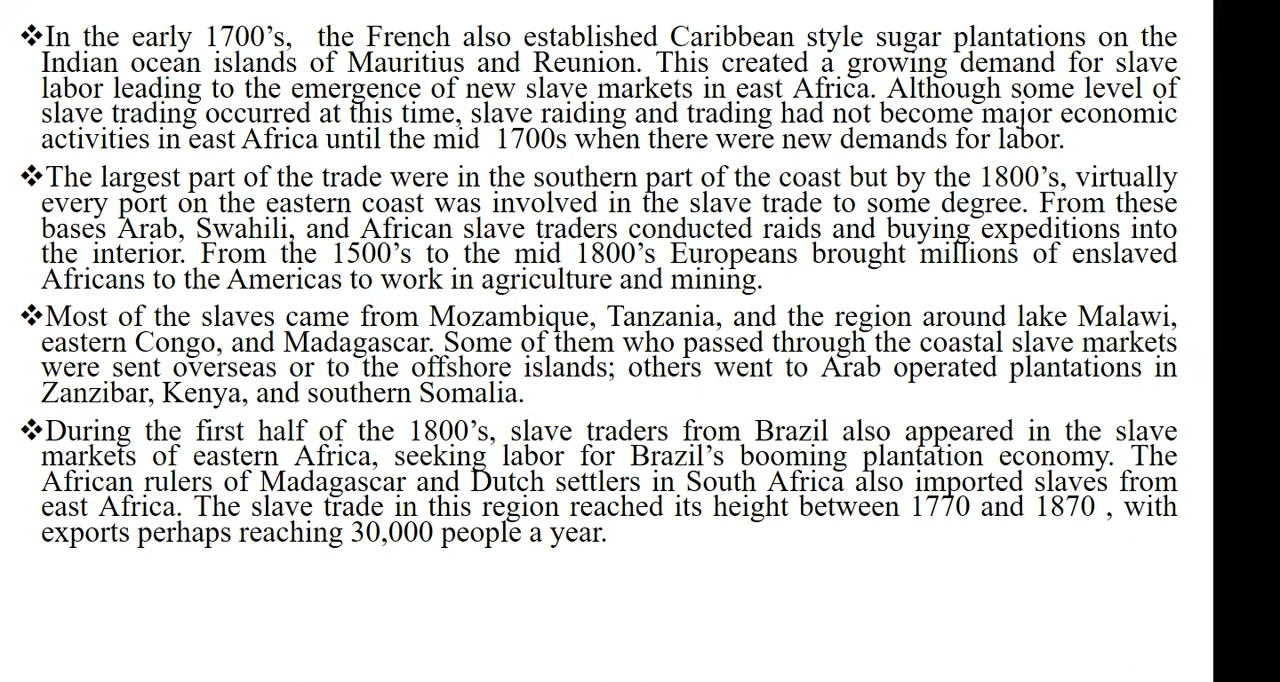 ❖In the early 1700’s, the French also established Caribbean style sugar plantations on the
Indian ocean islands of Mauritius and Reunion. This created a growing demand for slave
labor leading to the emergence of new slave markets in east Africa. Although some level of
slave trading occurred at this time, slave raiding and trading had not become major economic
activities in east Africa until the mid 1700s when there were new demands for labor.
❖The largest part of the trade were in the southern part of the coast but by the 1800’s, virtually
every port on the eastern coast was involved in the slave trade to some degree. From these
bases Arab, Swahili, and African slave traders conducted raids and buying expeditions into
the interior. From the 1500’s to the mid 1800’s Europeans brought millions of enslaved
Africans to the Americas to work in agriculture and mining.
❖Most of the slaves came from Mozambique, Tanzania, and the region around lake Malawi,
eastern Congo, and Madagascar. Some of them who passed through the coastal slave markets
were sent overseas or to the offshore islands; others went to Arab operated plantations in
Zanzibar, Kenya, and southern Somalia.
❖During the first half of the 1800’s, slave traders from Brazil also appeared in the slave
markets of eastern Africa, seeking labor for Brazil’s booming plantation economy. The
African rulers of Madagascar and Dutch settlers in South Africa also imported slaves from
east Africa. The slave trade in this region reached its height between 1770 and 1870 , with
exports perhaps reaching 30,000 people a year.